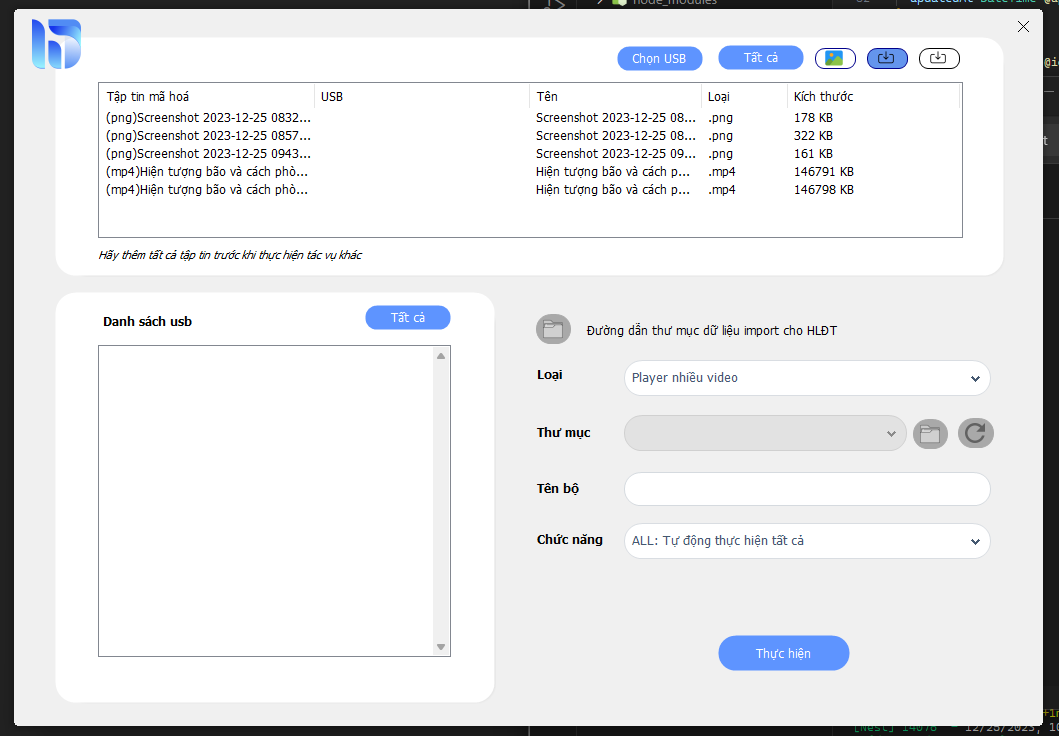 node_modules
Chọn USB
Tất cả
Tập tin mã hoá USB Tên Loại Kích thước
(png)Screenshot 2023-12-25 0832... Screenshot 2023-12-25 08... .png 178 KB
(png)Screenshot 2023-12-25 0857... Screenshot 2023-12-25 08... .png 322 KB
(png)Screenshot 2023-12-25 0943... Screenshot 2023-12-25 09... .png 161 KB
(mp4)Hiện tượng bão và cách phò... Hiện tượng bão và cách p... .mp4 146791 KB
(mp4)Hiện tượng bão và cách phò... Hiện tượng bão và cách p... .mp4 146798 KB
Hãy thêm tất cả tập tin trước khi thực hiện tác vụ khác
Danh sách usb
Tất cả
Đường dẫn thư mục dữ liệu import cho HLĐT
Loại
Player nhiều video
Thư mục
Tên bộ
Chức năng
ALL: Tự động thực hiện tất cả
Thực hiện